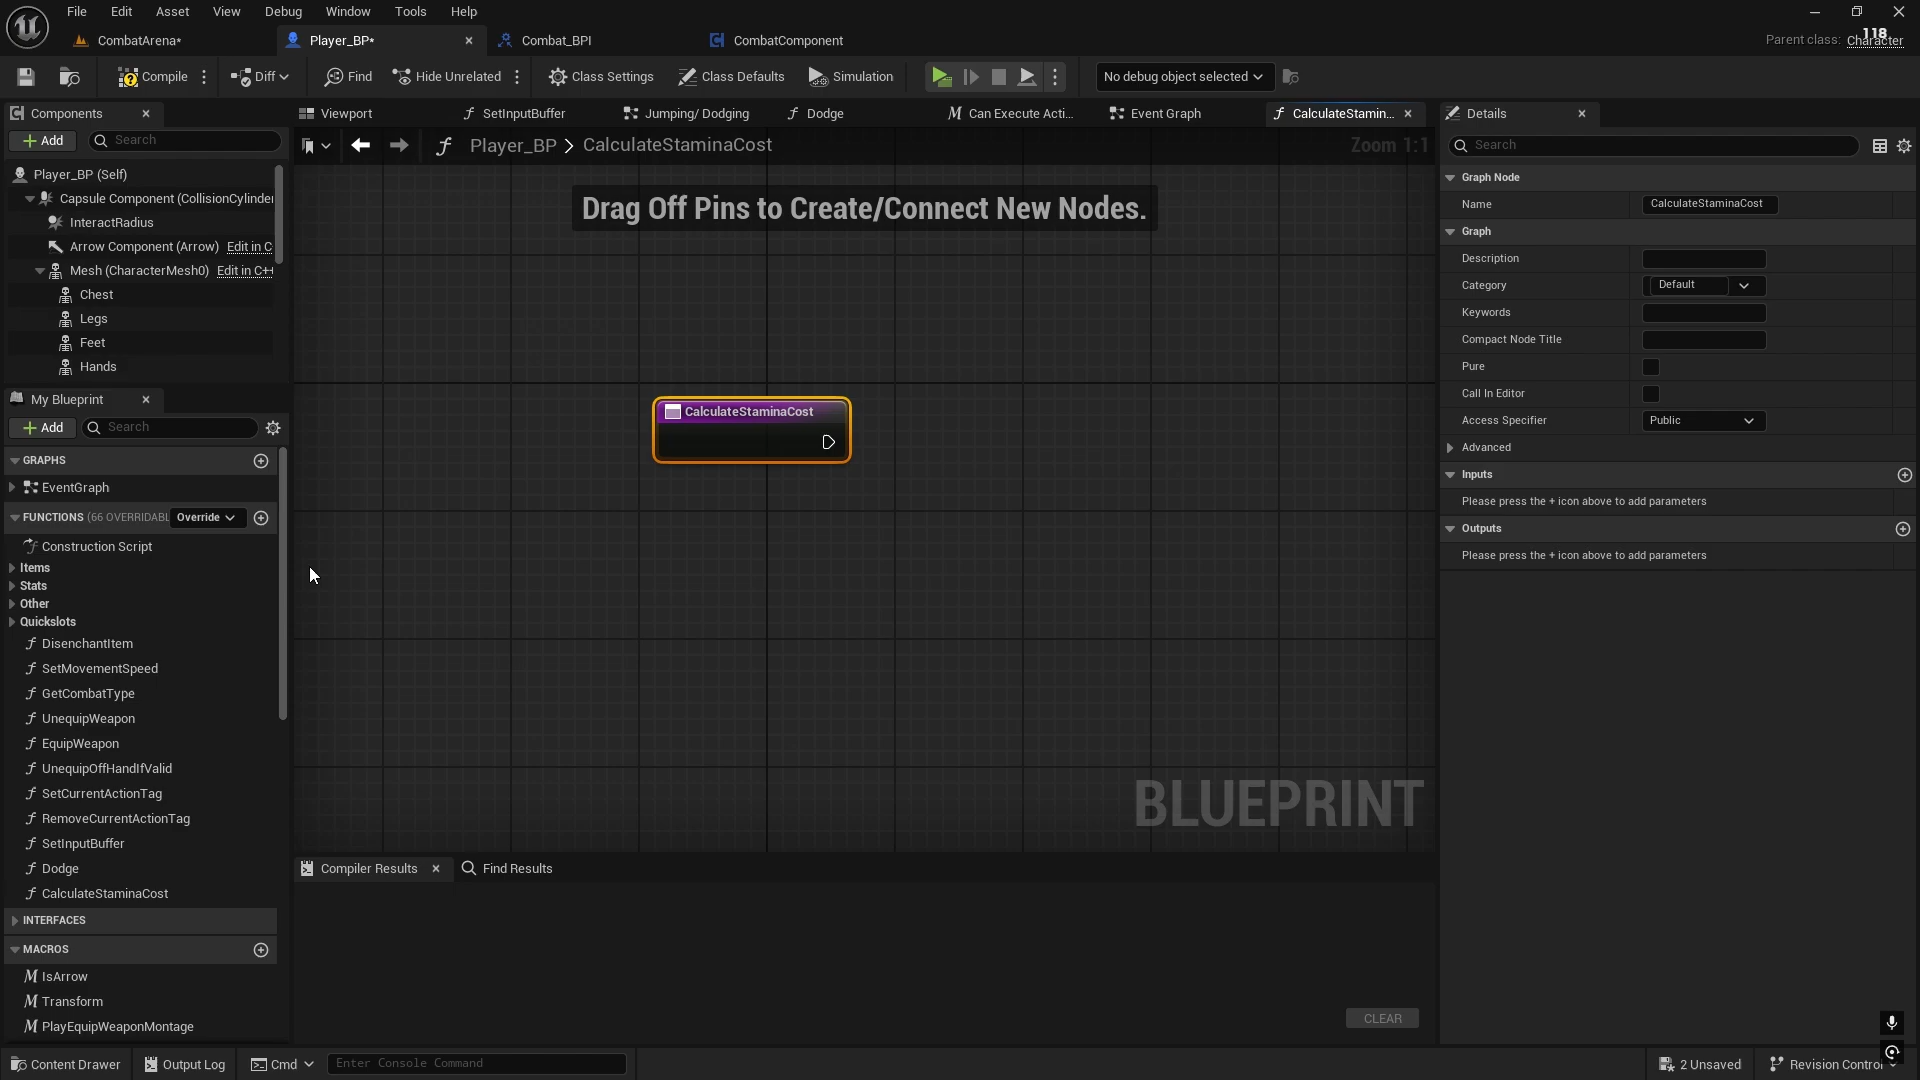 File Edit Asset View Debug Window Tools Help
CombatArena* Player_BP* Combat_BPI CombatComponent
Parent class: Character
118
Compile Diff Find Hide Unrelated Class Settings Class Defaults Simulation No debug object selected
Components
Add Search
Player_BP (Self)
Capsule Component (CollisionCylinder
InteractRadius
Arrow Component (Arrow) Edit in C
Mesh (CharacterMesh0) Edit in C++
Chest
Legs
Feet
Hands
My Blueprint
Add Search
GRAPHS
EventGraph
FUNCTIONS (66 OVERRIDABL Override
Construction Script
Items
Stats
Other
Quickslots
DisenchantItem
SetMovementSpeed
GetCombatType
UnequipWeapon
EquipWeapon
UnequipOffHandIfValid
SetCurrentActionTag
RemoveCurrentActionTag
SetInputBuffer
Dodge
CalculateStaminaCost
INTERFACES
MACROS
IsArrow
Transform
PlayEquipWeaponMontage
Viewport SetInputBuffer Jumping/ Dodging Dodge Can Execute Acti... Event Graph CalculateStamin...
Player_BP > CalculateStaminaCost Zoom 1:1
Drag Off Pins to Create/Connect New Nodes.
CalculateStaminaCost
BLUEPRINT
Compiler Results Find Results
CLEAR
Details
Search
Graph Node
Name CalculateStaminaCost
Graph
Description
Category Default
Keywords
Compact Node Title
Pure
Call In Editor
Access Specifier Public
Advanced
Inputs
Please press the + icon above to add parameters
Outputs
Please press the + icon above to add parameters
Content Drawer Output Log Cmd Enter Console Command 2 Unsaved Revision Control